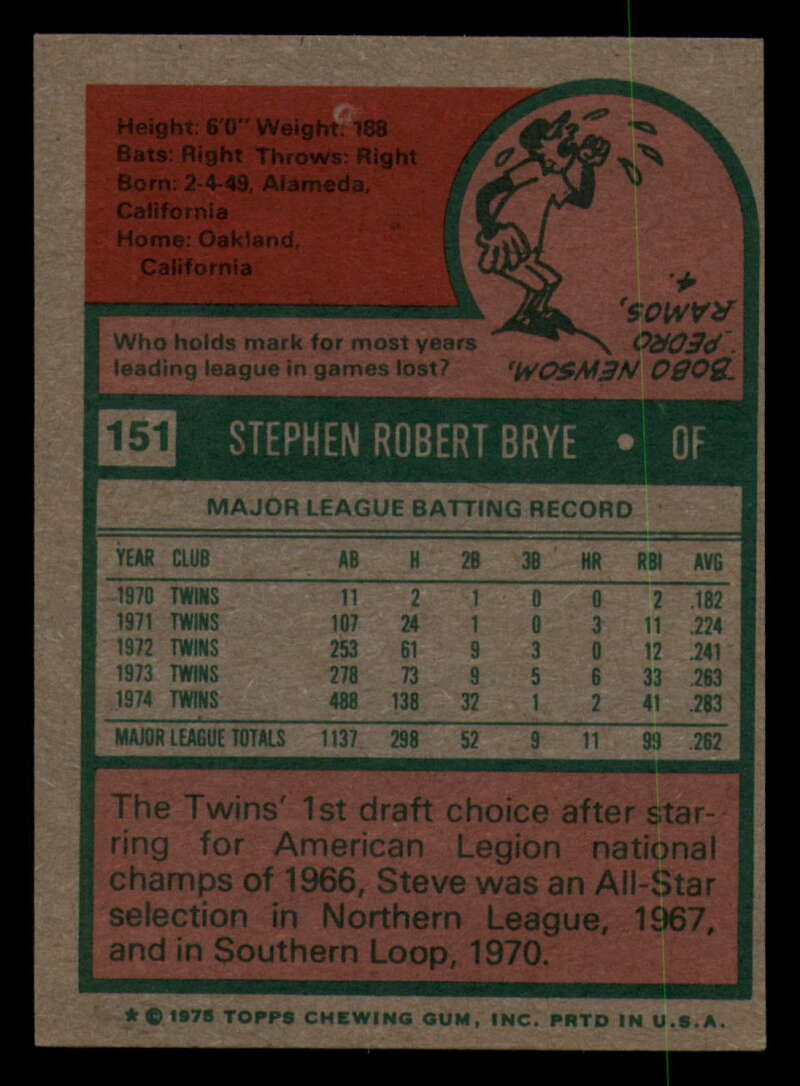 Height: 6'0" Weight: 188
Bats: Right Throws: Right
Born: 2-4-49, Alameda,
California
Home: Oakland,
California
Who holds mark for most years
leading league in games lost?
BOBO NEWSOM,
PEDRO
RAMOS,
4.
151 STEPHEN ROBERT BRYE • OF
MAJOR LEAGUE BATTING RECORD
YEAR CLUB AB H 2B 3B HR RBI AVG
1970 TWINS 11 2 1 0 0 2 .182
1971 TWINS 107 24 1 0 3 11 .224
1972 TWINS 253 61 9 3 0 12 .241
1973 TWINS 278 73 9 5 6 33 .263
1974 TWINS 488 138 32 1 2 41 .283
MAJOR LEAGUE TOTALS 1137 298 52 9 11 99 .262
The Twins' 1st draft choice after star-
ring for American Legion national
champs of 1966, Steve was an All-Star
selection in Northern League, 1967,
and in Southern Loop, 1970.
* © 1975 TOPPS CHEWING GUM, INC. PRTD IN U.S.A.